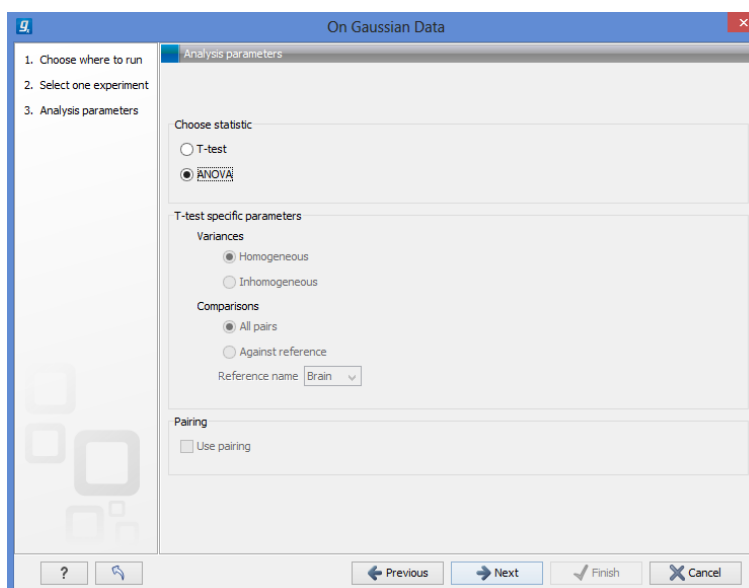 On Gaussian Data
1. Choose where to run
2. Select one experiment
3. Analysis parameters
Analysis parameters
Choose statistic
T-test
ANOVA
T-test specific parameters
Variances
Homogeneous
Inhomogeneous
Comparisons
All pairs
Against reference
Reference name Brain
Pairing
Use pairing
? Previous Next Finish Cancel